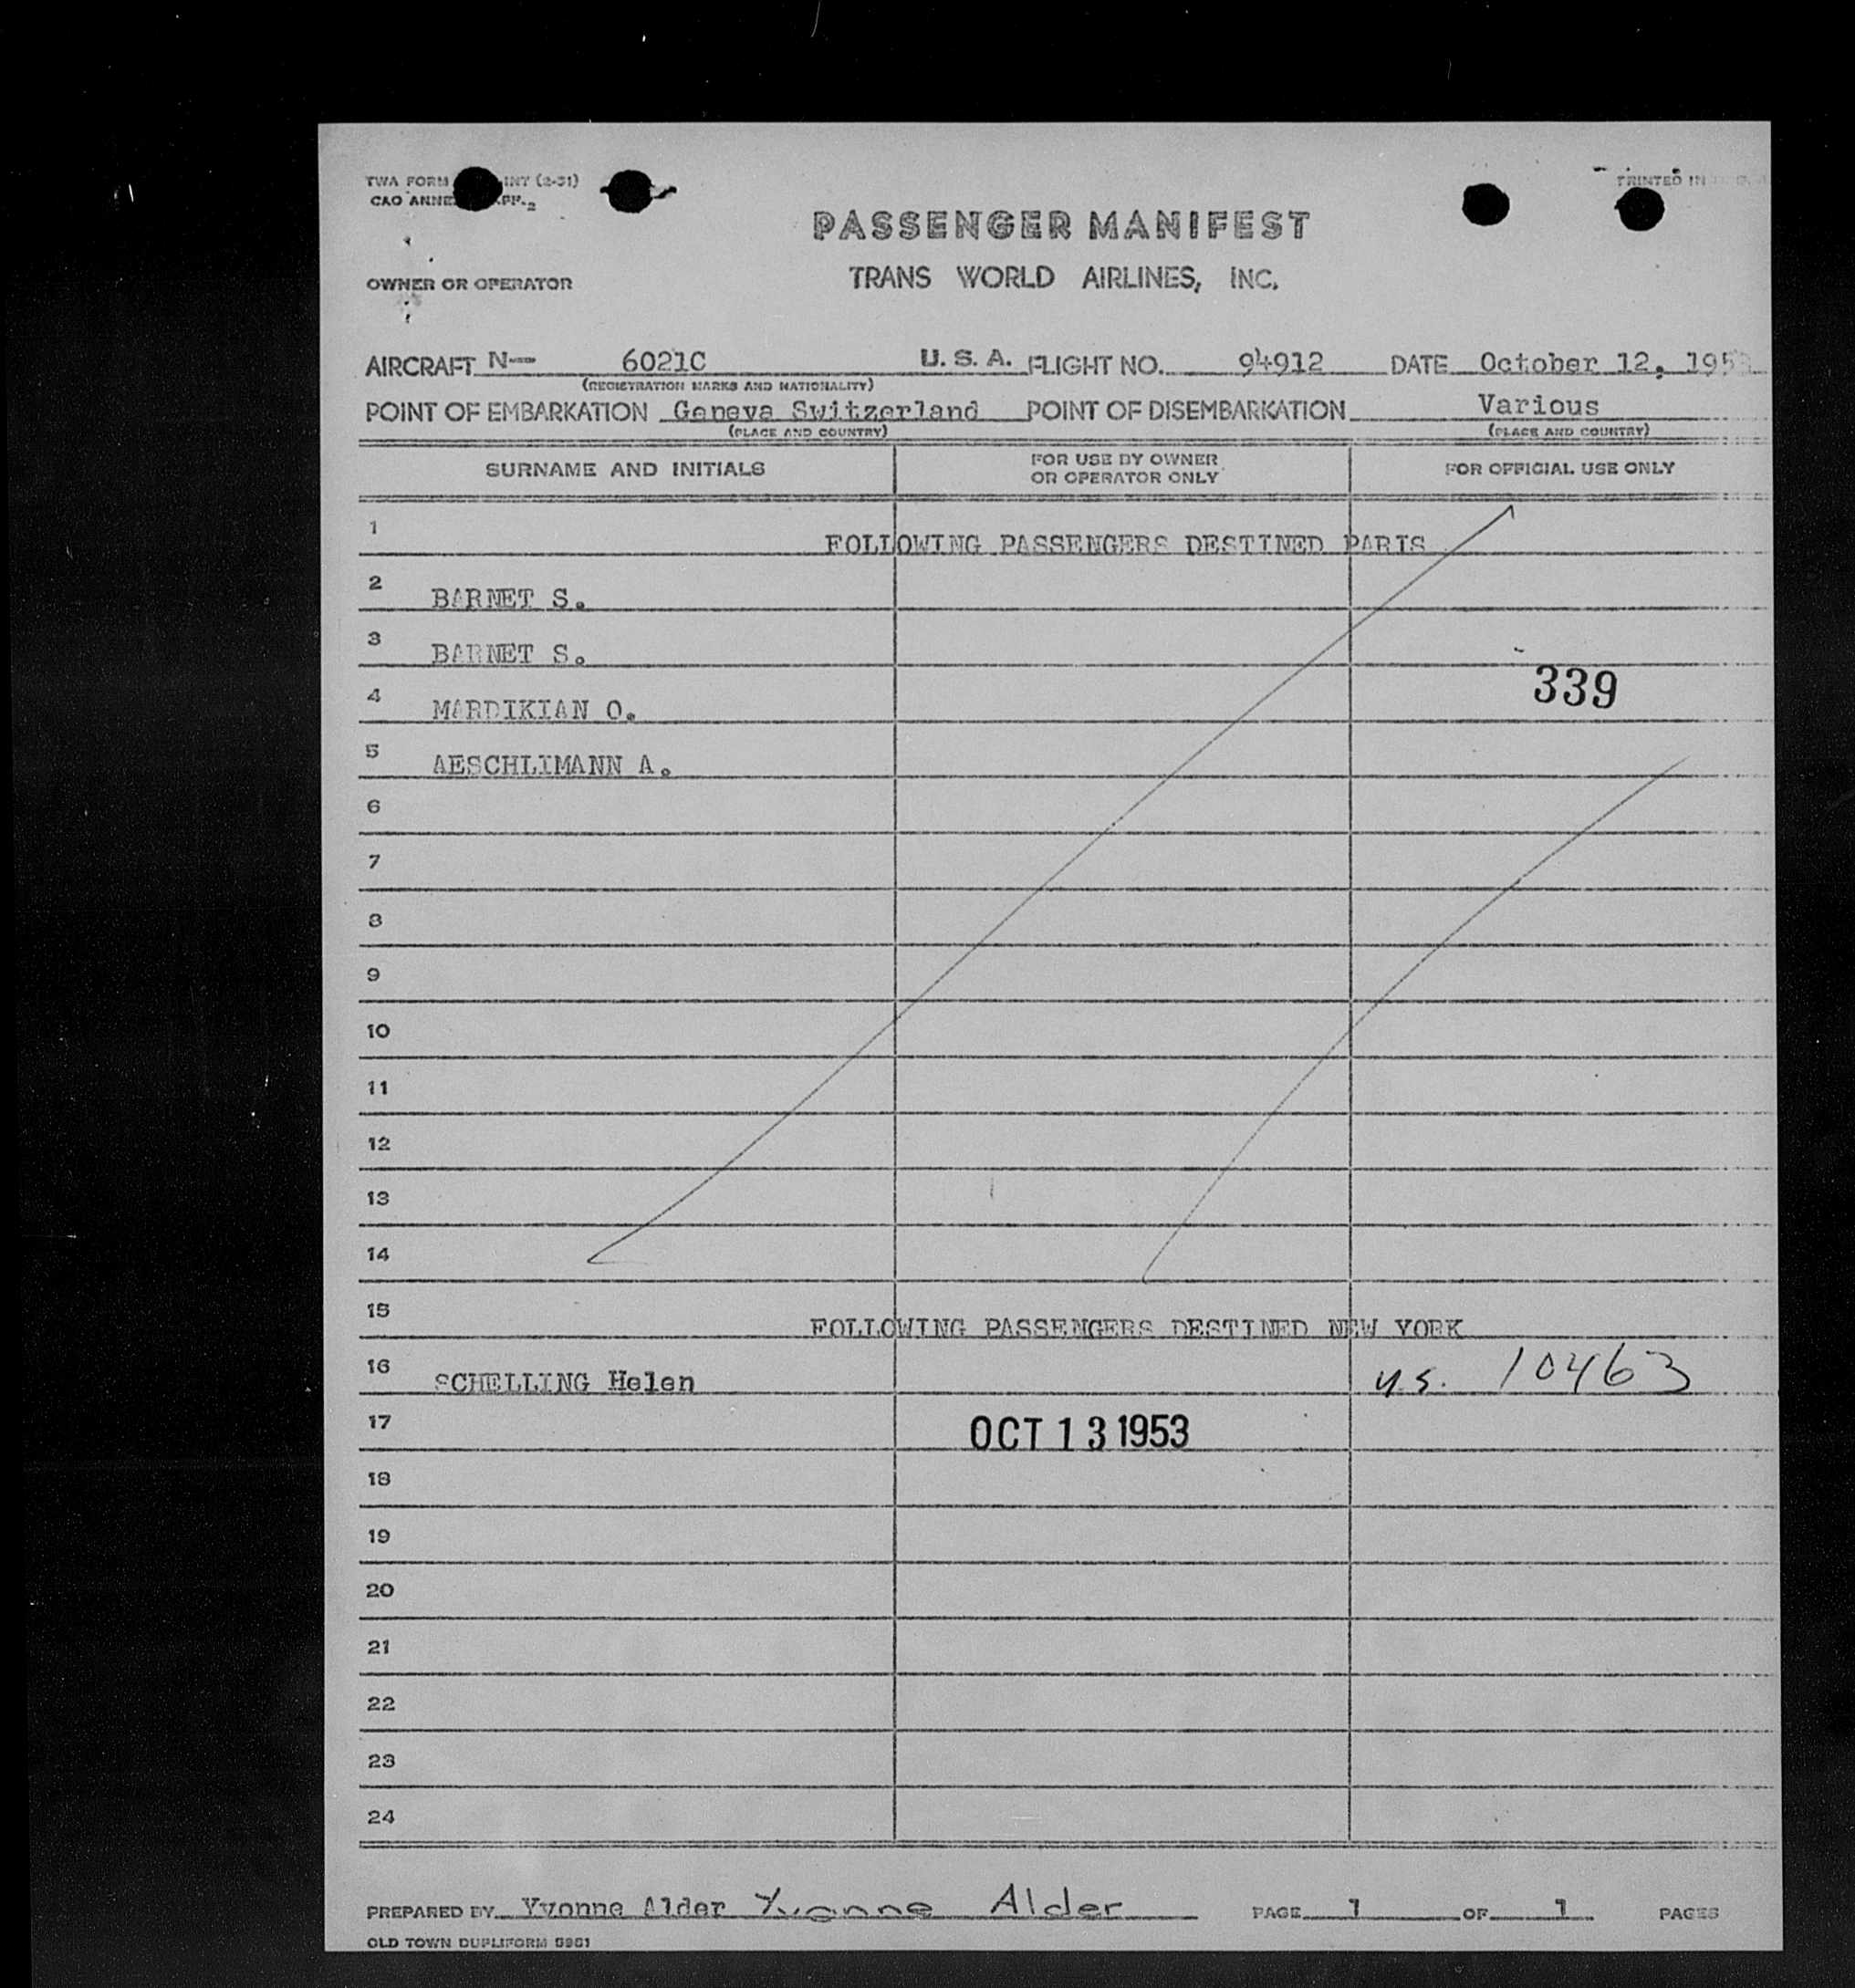 TWA FORM INT (2-51)
PRINTED IN
PASSENGER MANIFEST
OWNER OR OPERATOR TRANS WORLD AIRLINES, INC.
AIRCRAFT N— 6021C U. S. A. FLIGHT NO. 94912 DATE October 12, 1953
(REGISTRATION MARKS AND NATIONALITY)
POINT OF EMBARKATION Geneva Switzerland POINT OF DISEMBARKATION Various
(PLACE AND COUNTRY) (PLACE AND COUNTRY)
SURNAME AND INITIALS FOR USE BY OWNER OR OPERATOR ONLY FOR OFFICIAL USE ONLY
1 FOLLOWING PASSENGERS DESTINED PARIS
2 BARNET S.
3 BARNET S.
339
4 MARDIKIAN O.
5 AESCHLIMANN A.
6
7
8
9
10
11
12
13
14
15 FOLLOWING PASSENGERS DESTINED NEW YORK
16 SCHELLING Helen U.S. 10463
17 OCT 13 1953
18
19
20
21
22
23
24
PREPARED BY Yvonne Alder Yvonne Alder PAGE 1 OF 1 PAGES
OLD TOWN DUPLIFORM 5951